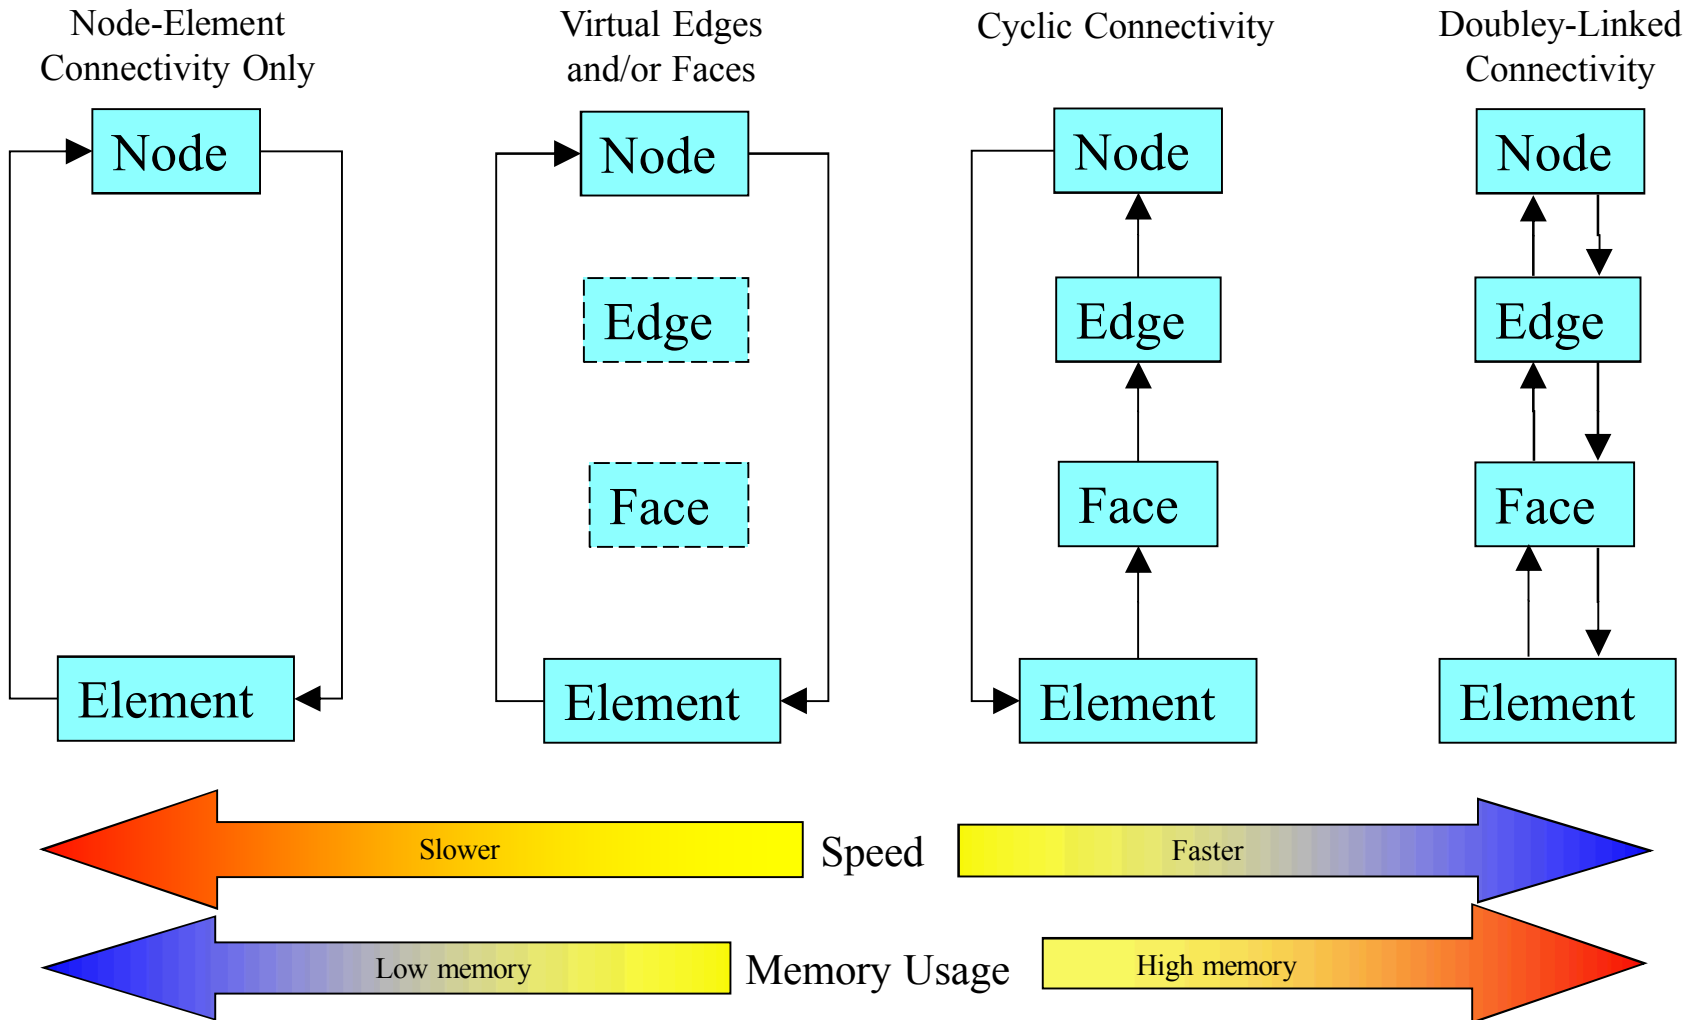 Node-Element
Connectivity Only
Virtual Edges
and/or Faces
Cyclic Connectivity
Doubley-Linked
Connectivity
Node
Node
Node
Node
Edge
Edge
Edge
Face
Face
Face
Element
Element
Element
Element
Slower
Speed
Faster
Low memory
Memory Usage
High memory